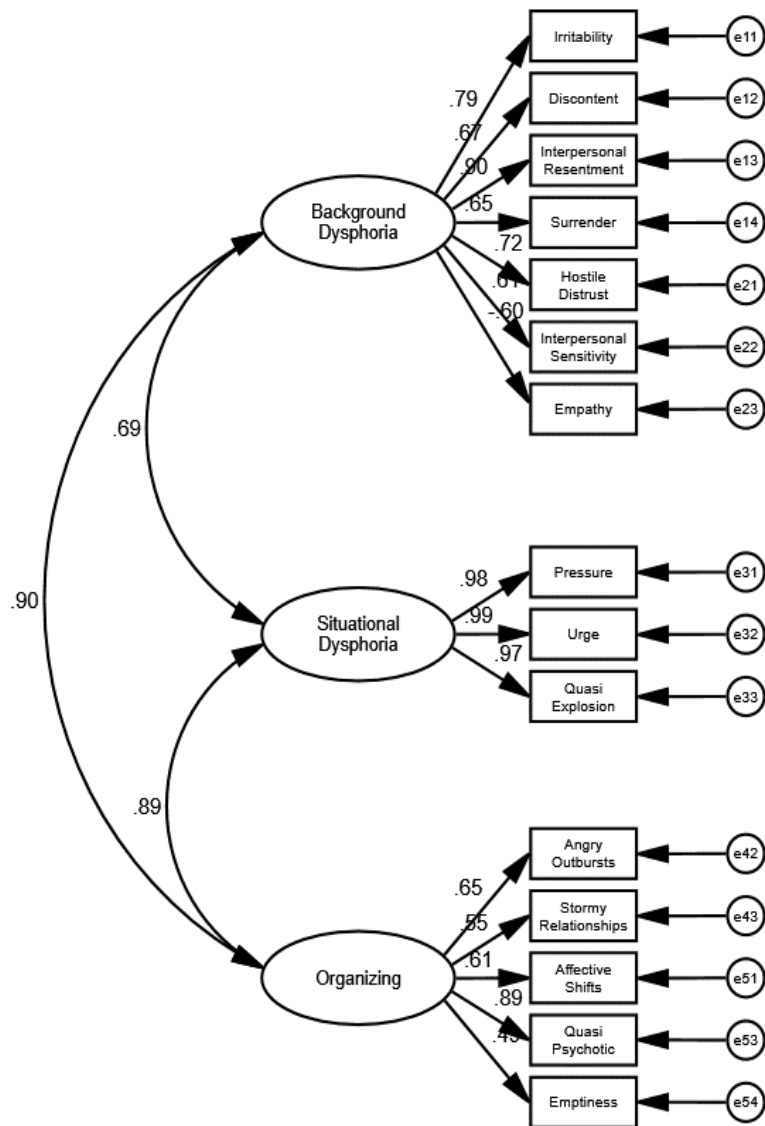 Irritability
e11
.79
Discontent
e12
.67
Interpersonal
Resentment
e13
.90
Background
Dysphoria
.65
Surrender
e14
.72
Hostile
Distrust
e21
.61
Interpersonal
Sensitivity
e22
-.60
Empathy
e23
.69
.90
.98
Pressure
e31
Situational
Dysphoria
.99
Urge
e32
.97
Quasi
Explosion
e33
.89
.65
Angry
Outbursts
e42
.55
Stormy
Relationships
e43
Organizing
.61
Affective
Shifts
e51
.89
Quasi
Psychotic
e53
Emptiness
e54